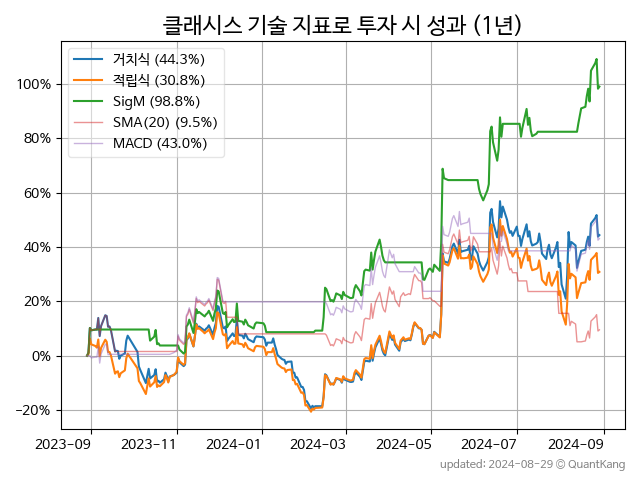 클래시스 기술 지표로 투자 시 성과 (1년)
거치식 (44.3%)
적립식 (30.8%)
SigM (98.8%)
SMA(20) (9.5%)
MACD (43.0%)
100%
80%
60%
40%
20%
0%
−20%
2023-09 2023-11 2024-01 2024-03 2024-05 2024-07 2024-09
updated: 2024-08-29 © QuantKang